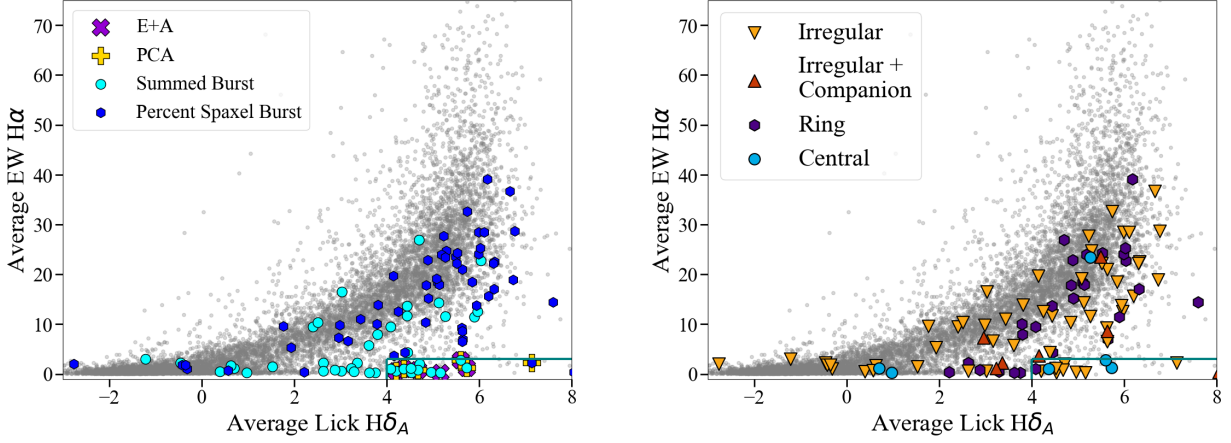 E+A
PCA
Summed Burst
Percent Spaxel Burst
70
60
50
40
30
20
10
0
Average EW Hα
−2
0
2
4
6
8
Average Lick Hδ_A
Irregular
Irregular +
Companion
Ring
Central
70
60
50
40
30
20
10
0
Average EW Hα
−2
0
2
4
6
8
Average Lick Hδ_A